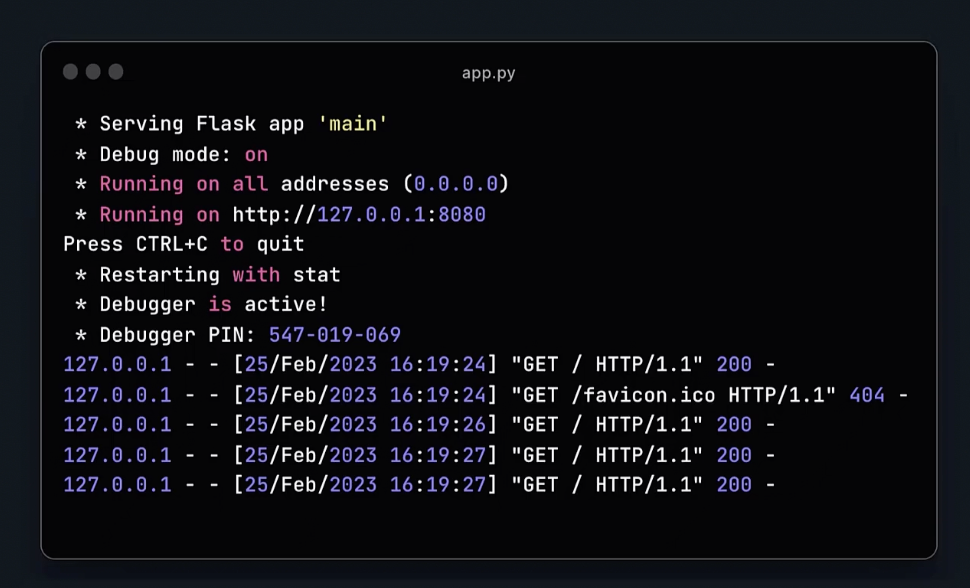 app.py
* Serving Flask app 'main'
* Debug mode: on
* Running on all addresses (0.0.0.0)
* Running on http://127.0.0.1:8080
Press CTRL+C to quit
* Restarting with stat
* Debugger is active!
* Debugger PIN: 547-019-069
127.0.0.1 - - [25/Feb/2023 16:19:24] "GET / HTTP/1.1" 200 -
127.0.0.1 - - [25/Feb/2023 16:19:24] "GET /favicon.ico HTTP/1.1" 404 -
127.0.0.1 - - [25/Feb/2023 16:19:26] "GET / HTTP/1.1" 200 -
127.0.0.1 - - [25/Feb/2023 16:19:27] "GET / HTTP/1.1" 200 -
127.0.0.1 - - [25/Feb/2023 16:19:27] "GET / HTTP/1.1" 200 -